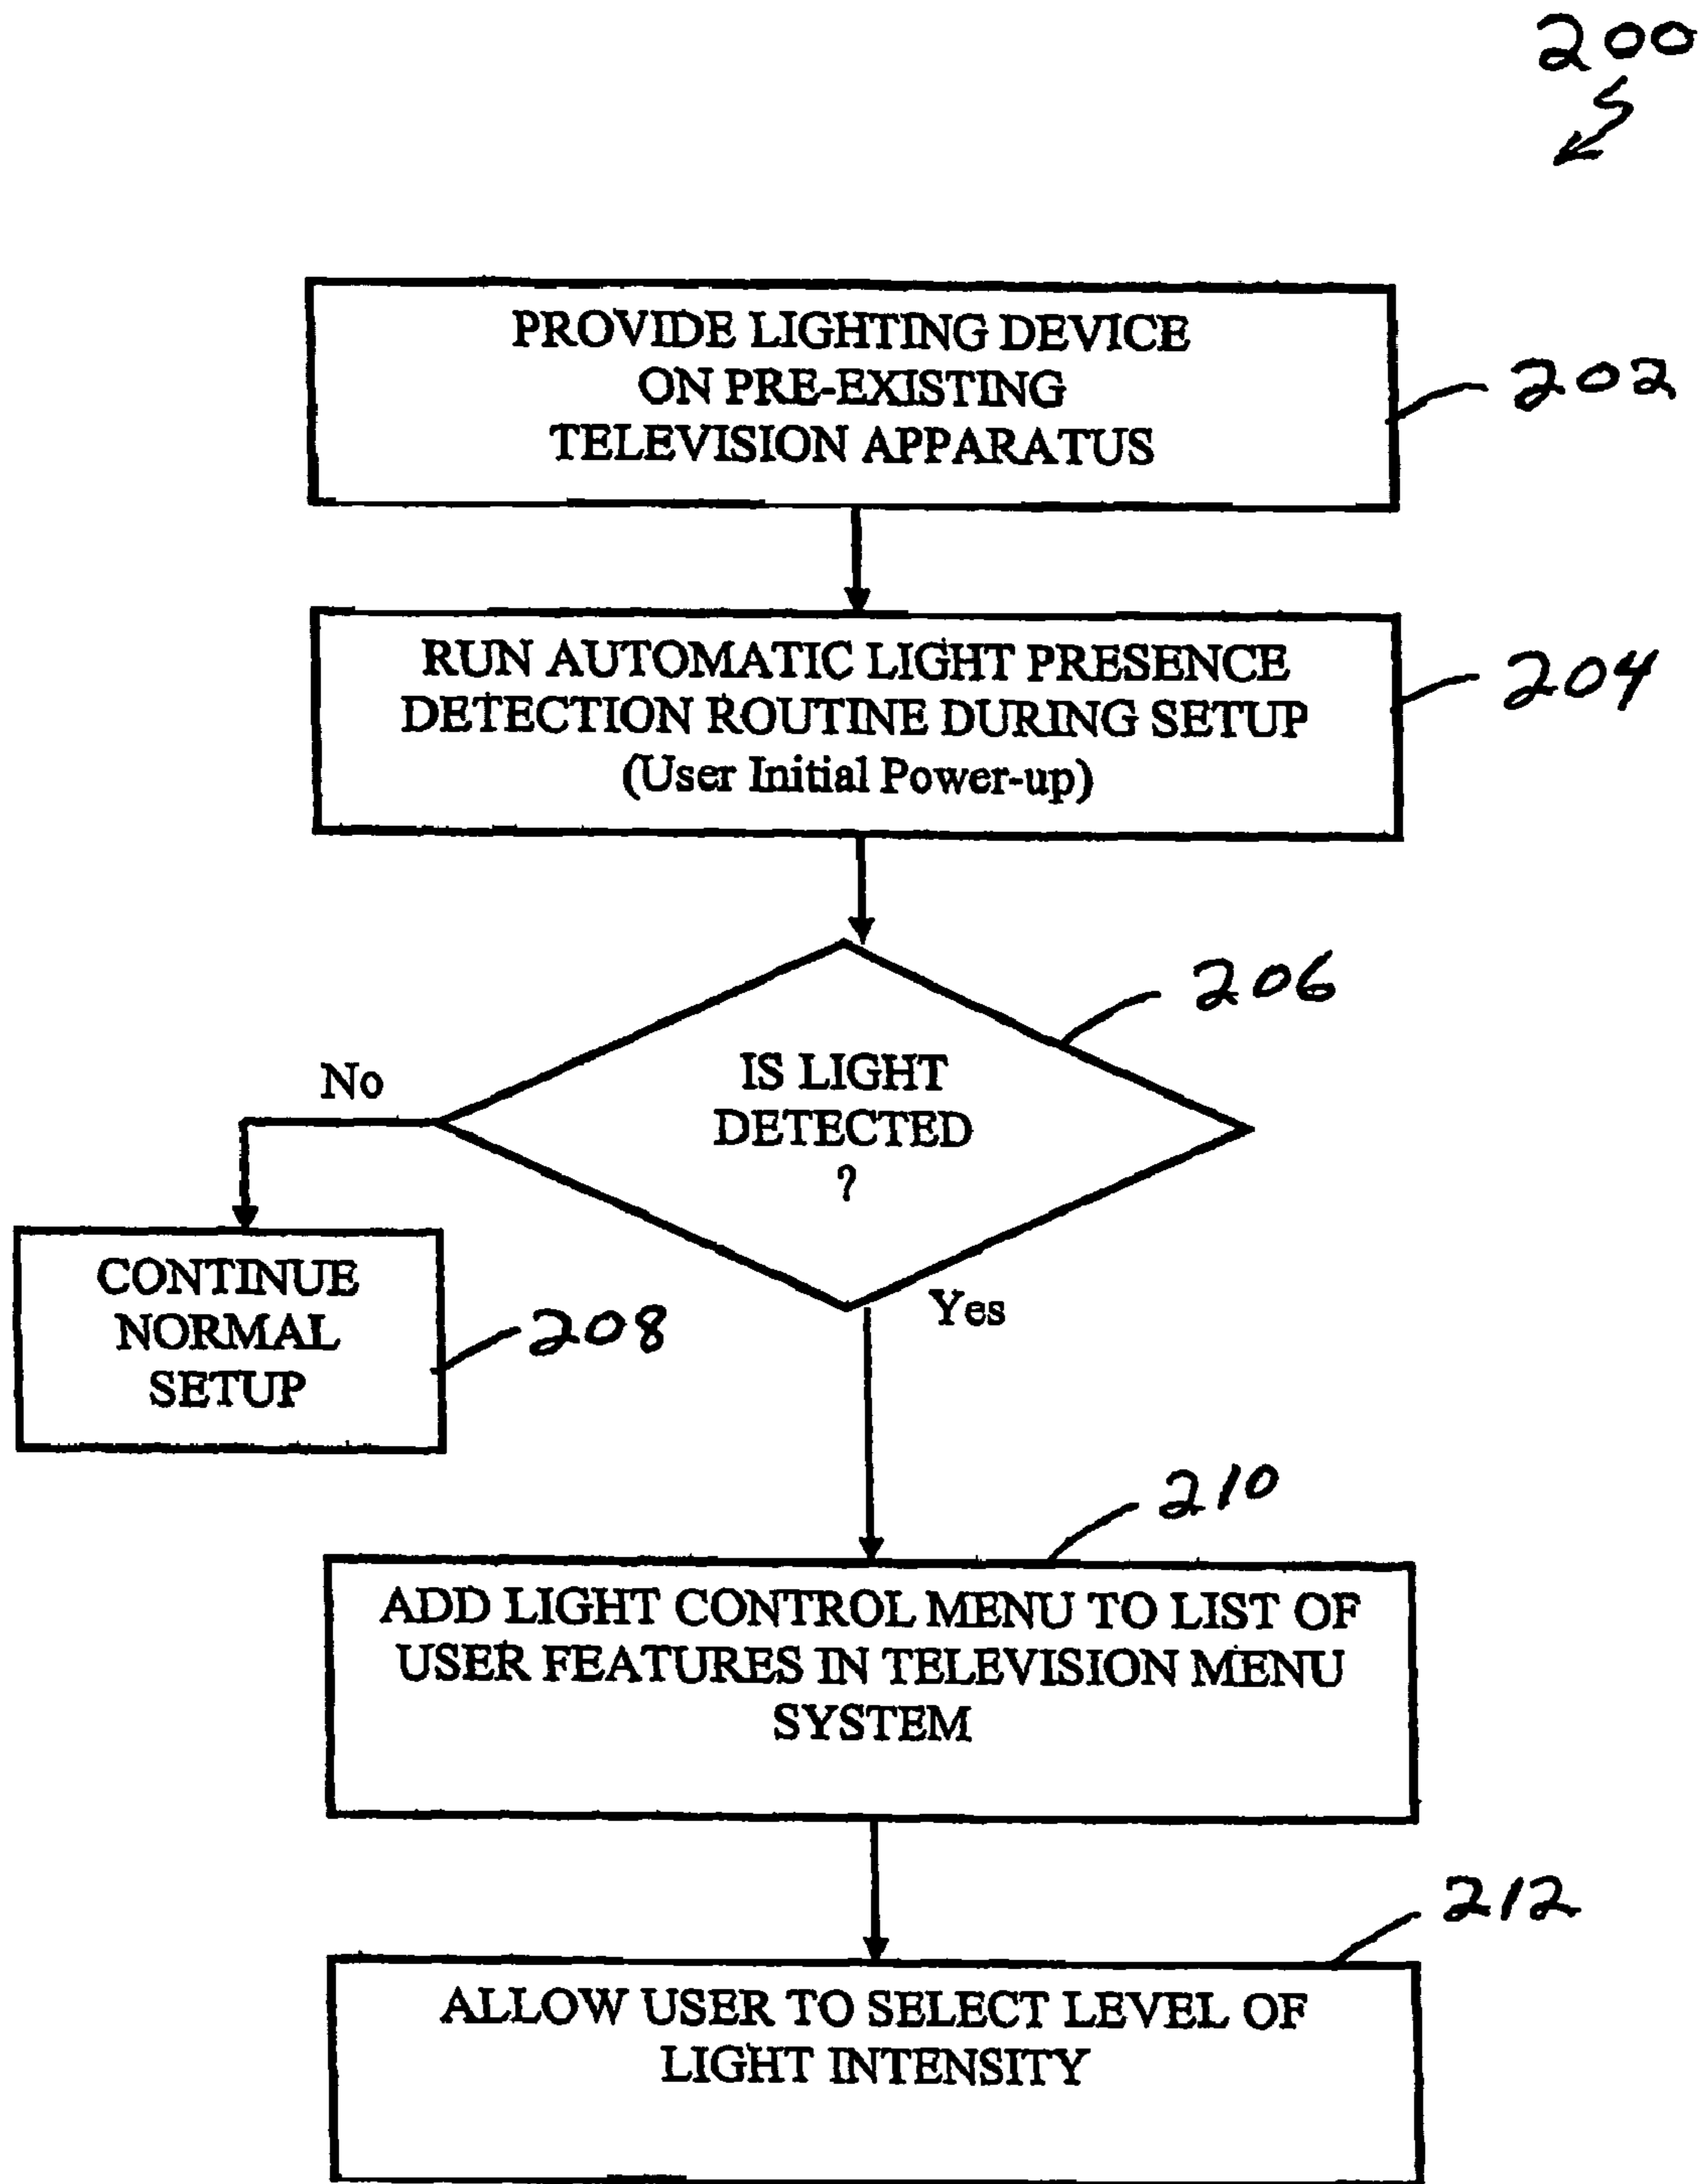 200
PROVIDE LIGHTING DEVICE
ON PRE-EXISTING
TELEVISION APPARATUS
202
RUN AUTOMATIC LIGHT PRESENCE
DETECTION ROUTINE DURING SETUP
(User Initial Power-up)
204
206
IS LIGHT
DETECTED
?
No
Yes
CONTINUE
NORMAL
SETUP
208
210
ADD LIGHT CONTROL MENU TO LIST OF
USER FEATURES IN TELEVISION MENU
SYSTEM
212
ALLOW USER TO SELECT LEVEL OF
LIGHT INTENSITY